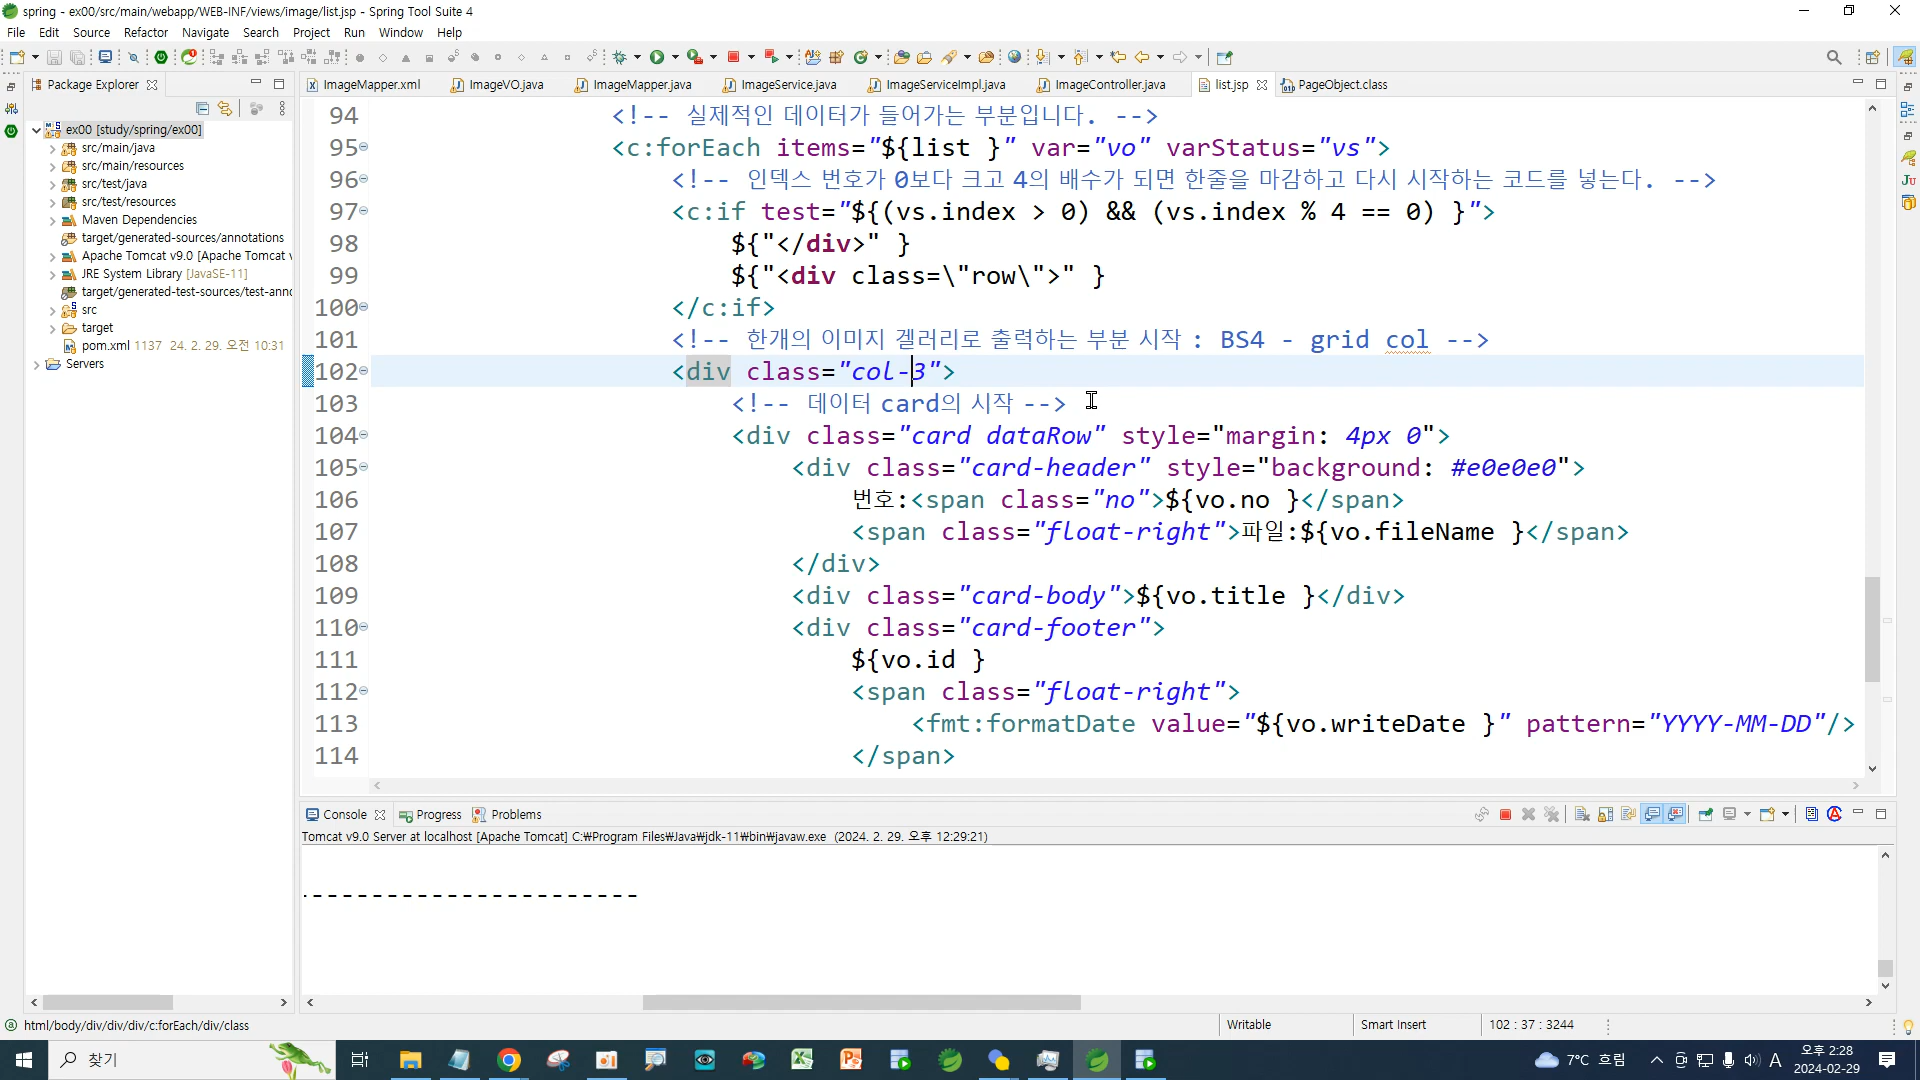 spring - ex00/src/main/webapp/WEB-INF/views/image/list.jsp - Spring Tool Suite 4
File Edit Source Refactor Navigate Search Project Run Window Help
Package Explorer
ImageMapper.xml ImageVO.java ImageMapper.java ImageService.java ImageServiceImpl.java ImageController.java list.jsp PageObject.class
ex00 [study/spring/ex00]
src/main/java
src/main/resources
src/test/java
src/test/resources
Maven Dependencies
target/generated-sources/annotations
Apache Tomcat v9.0 [Apache Tomcat v
JRE System Library [JavaSE-11]
target/generated-test-sources/test-anno
src
target
pom.xml 1137 24. 2. 29. 오전 10:31
Servers
94 <!-- 실제적인 데이터가 들어가는 부분입니다. -->
95 <c:forEach items="${list }" var="vo" varStatus="vs">
96 <!-- 인덱스 번호가 0보다 크고 4의 배수가 되면 한줄을 마감하고 다시 시작하는 코드를 넣는다. -->
97 <c:if test="${(vs.index > 0) && (vs.index % 4 == 0) }">
98 ${"</div>" }
99 ${"<div class=\"row\">" }
100 </c:if>
101 <!-- 한개의 이미지 겔러리로 출력하는 부분 시작 : BS4 - grid col -->
102 <div class="col-3">
103 <!-- 데이터 card의 시작 -->
104 <div class="card dataRow" style="margin: 4px 0">
105 <div class="card-header" style="background: #e0e0e0">
106 번호:<span class="no">${vo.no }</span>
107 <span class="float-right">파일:${vo.fileName }</span>
108 </div>
109 <div class="card-body">${vo.title }</div>
110 <div class="card-footer">
111 ${vo.id }
112 <span class="float-right">
113 <fmt:formatDate value="${vo.writeDate }" pattern="YYYY-MM-DD"/>
114 </span>
Console Progress Problems
Tomcat v9.0 Server at localhost [Apache Tomcat] C:₩Program Files₩Java₩jdk-11₩bin₩javaw.exe (2024. 2. 29. 오후 12:29:21)
-----------------------
html/body/div/div/div/c:forEach/div/class
Writable Smart Insert 102 : 37 : 3244
찾기
7°C 흐림 A 오후 2:28
2024-02-29